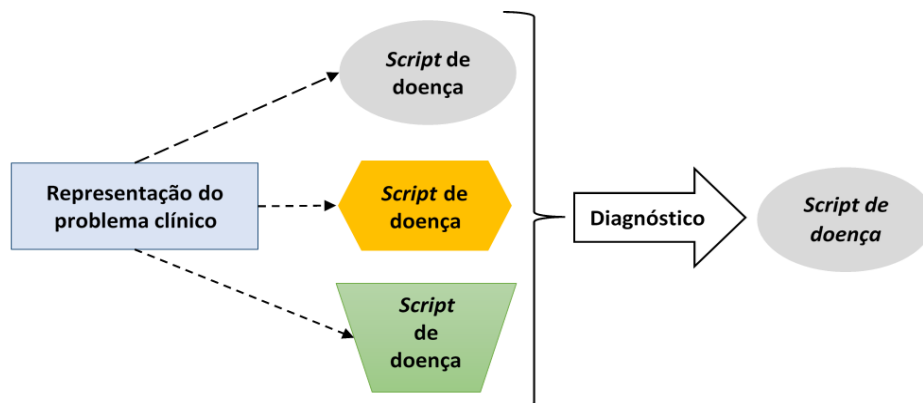 Script de
doença
Representação do
problema clínico
Script de
doença
Script
de
doença
Diagnóstico
Script de
doença